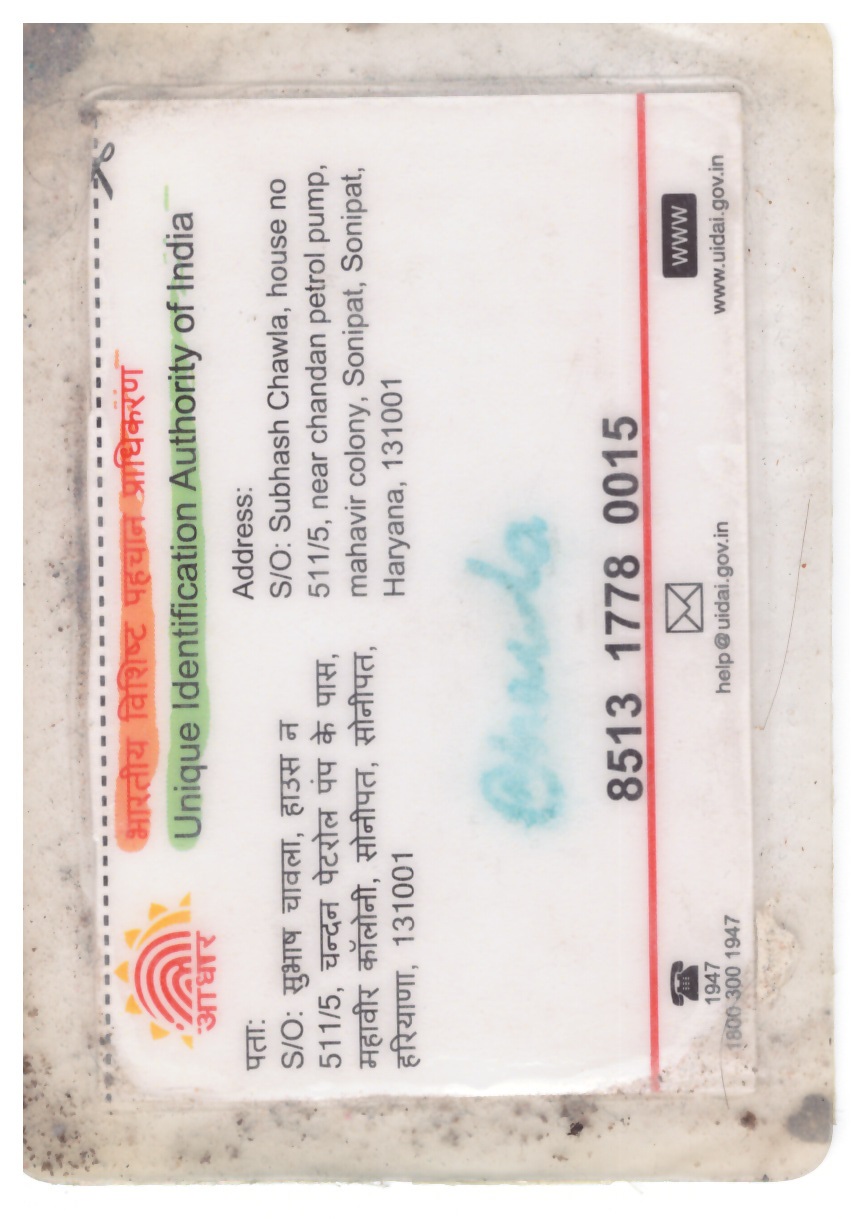 आधार
भारतीय विशिष्ट पहचान प्राधिकरण
Unique Identification Authority of India
पता:
S/O: सुभाष चावला, हाउस न
511/5, चन्दन पेटरोल पंप के पास,
महावीर कॉलोनी, सोनीपत, सोनीपत,
हरियाणा, 131001
Address:
S/O: Subhash Chawla, house no
511/5, near chandan petrol pump,
mahavir colony, Sonipat, Sonipat,
Haryana, 131001
8513 1778 0015
1947
1800 300 1947
help@uidai.gov.in
WWW
www.uidai.gov.in